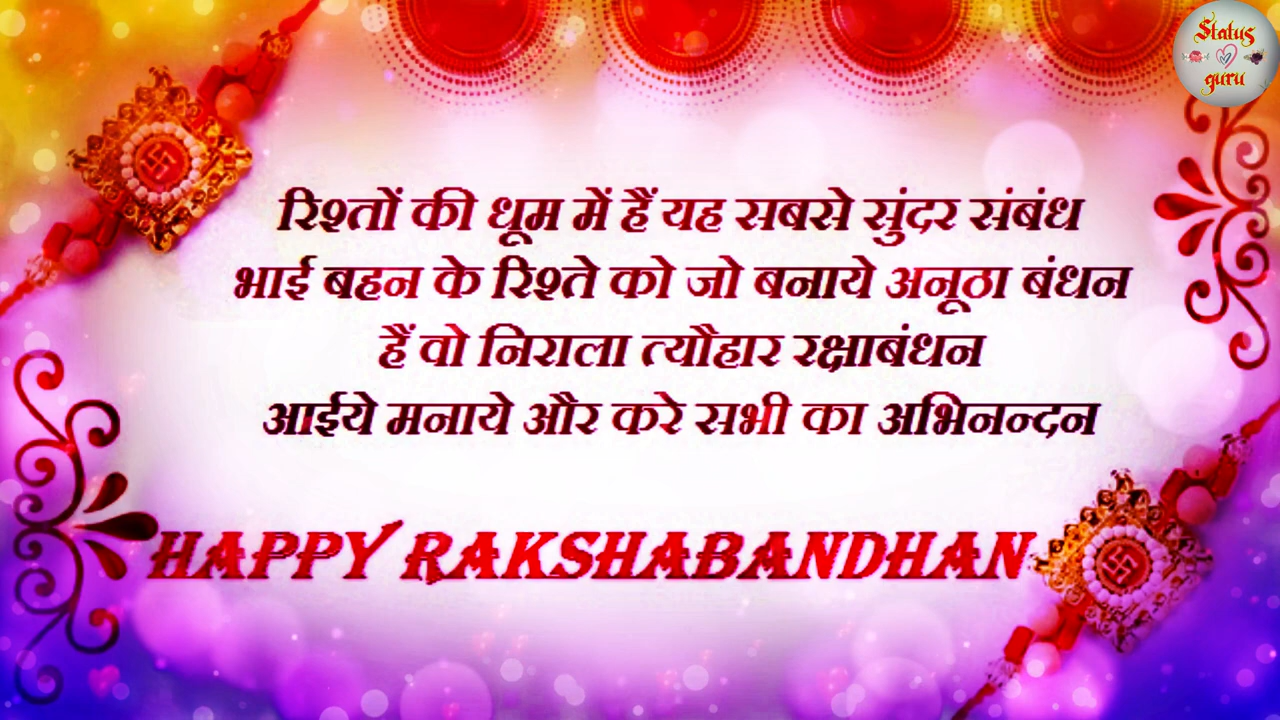 Status
guru
रिश्तों की धूम में हैं यह सबसे सुंदर संबंध
भाई बहन के रिश्ते को जो बनाये अनूठा बंधन
हैं वो निराला त्यौहार रक्षाबंधन
आईये मनाये और करे सभी का अभिनन्दन
HAPPY RAKSHABANDHAN